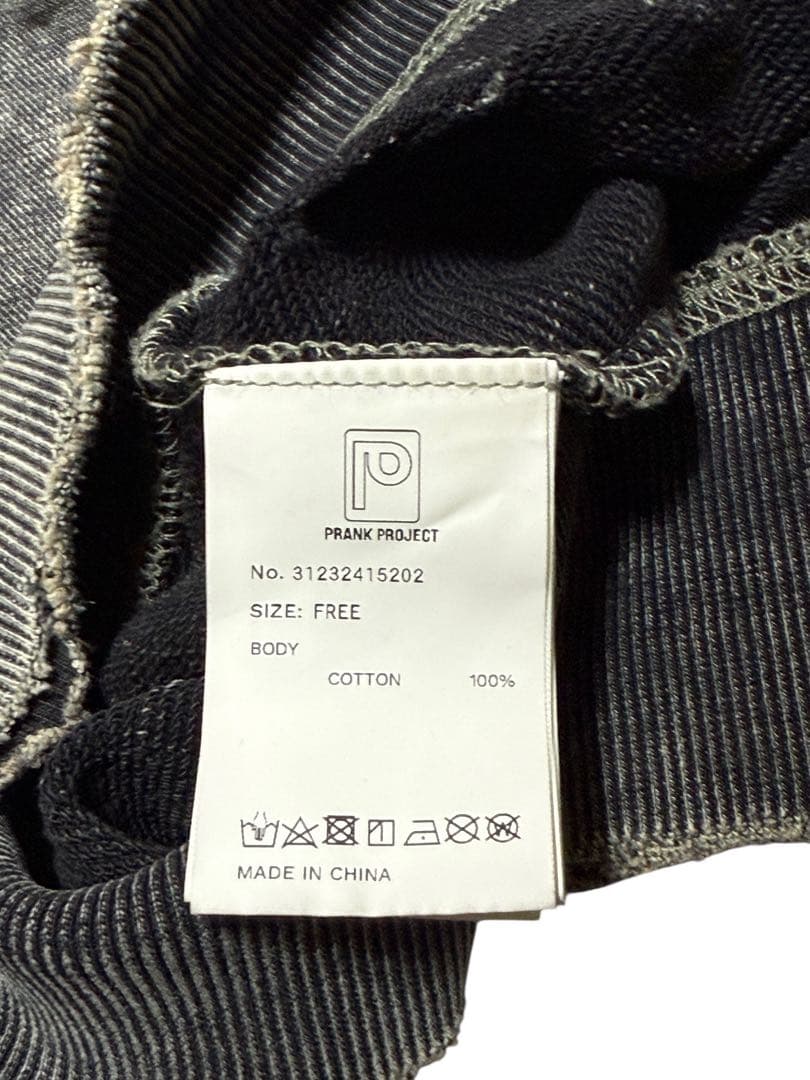 P
PRANK PROJECT
No. 31232415202
SIZE: FREE
BODY
COTTON 100%
W
MADE IN CHINA